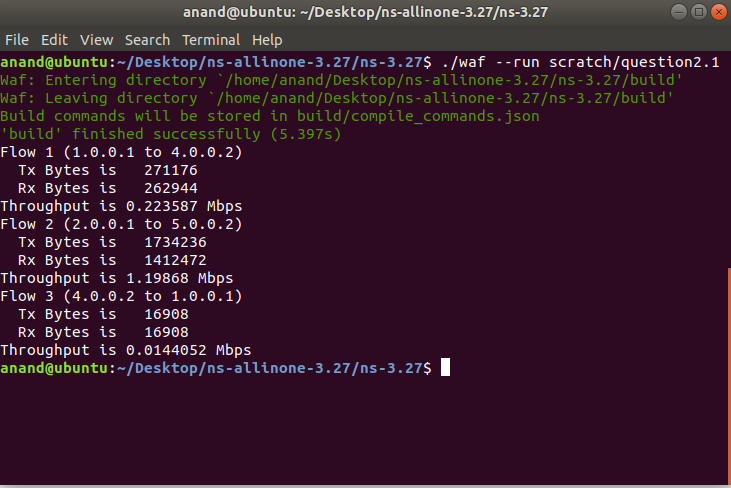 anand@ubuntu: ~/Desktop/ns-allinone-3.27/ns-3.27
File Edit View Search Terminal Help
anand@ubuntu:~/Desktop/ns-allinone-3.27/ns-3.27$ ./waf --run scratch/question2.1
Waf: Entering directory `/home/anand/Desktop/ns-allinone-3.27/ns-3.27/build'
Waf: Leaving directory `/home/anand/Desktop/ns-allinone-3.27/ns-3.27/build'
Build commands will be stored in build/compile_commands.json
'build' finished successfully (5.397s)
Flow 1 (1.0.0.1 to 4.0.0.2)
  Tx Bytes is   271176
  Rx Bytes is   262944
Throughput is 0.223587 Mbps
Flow 2 (2.0.0.1 to 5.0.0.2)
  Tx Bytes is   1734236
  Rx Bytes is   1412472
Throughput is 1.19868 Mbps
Flow 3 (4.0.0.2 to 1.0.0.1)
  Tx Bytes is   16908
  Rx Bytes is   16908
Throughput is 0.0144052 Mbps
anand@ubuntu:~/Desktop/ns-allinone-3.27/ns-3.27$